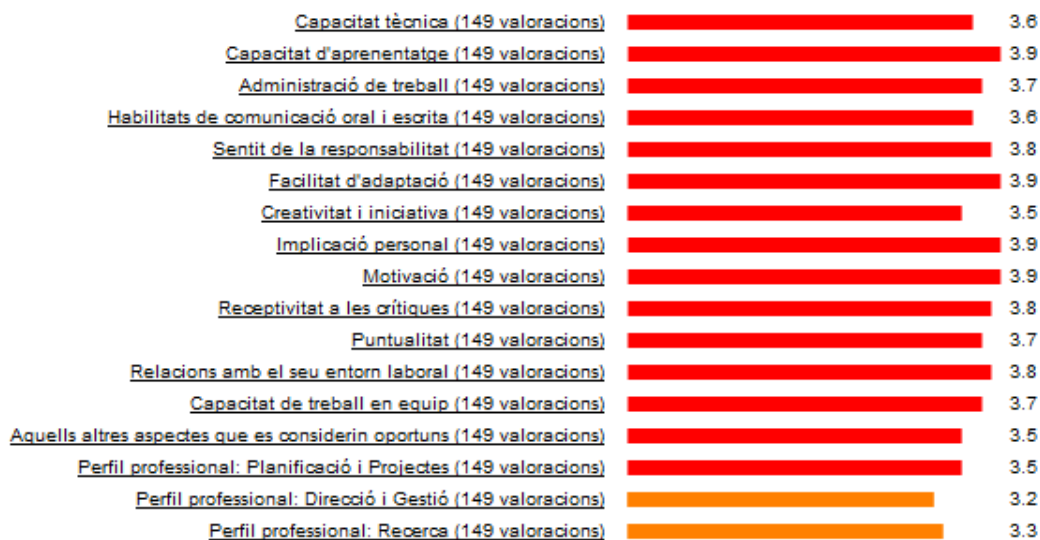 Capacitat tècnica (149 valoracions) 3.6
Capacitat d'aprenentatge (149 valoracions) 3.9
Administració de treball (149 valoracions) 3.7
Habilitats de comunicació oral i escrita (149 valoracions) 3.6
Sentit de la responsabilitat (149 valoracions) 3.8
Facilitat d'adaptació (149 valoracions) 3.9
Creativitat i iniciativa (149 valoracions) 3.5
Implicació personal (149 valoracions) 3.9
Motivació (149 valoracions) 3.9
Receptivitat a les crítiques (149 valoracions) 3.8
Puntualitat (149 valoracions) 3.7
Relacions amb el seu entorn laboral (149 valoracions) 3.8
Capacitat de treball en equip (149 valoracions) 3.7
Aquells altres aspectes que es considerin oportuns (149 valoracions) 3.5
Perfil professional: Planificació i Projectes (149 valoracions) 3.5
Perfil professional: Direcció i Gestió (149 valoracions) 3.2
Perfil professional: Recerca (149 valoracions) 3.3